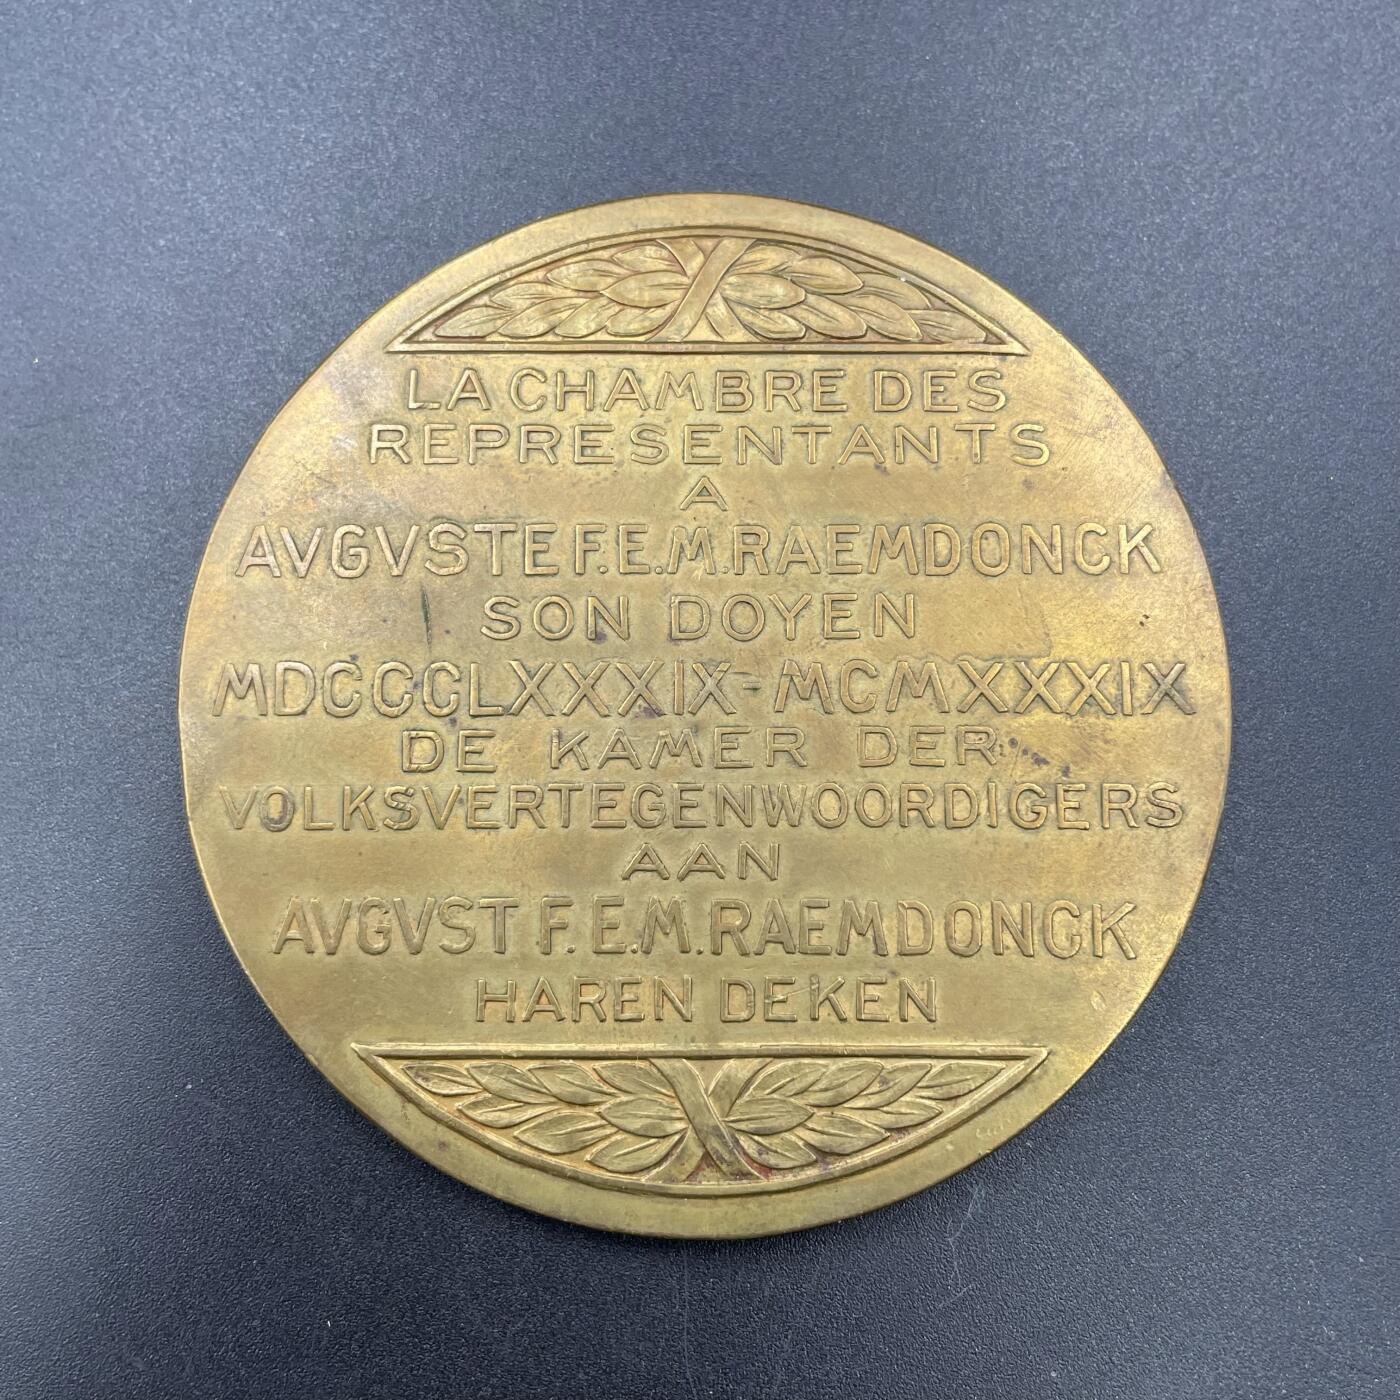 LA CHAMBRE DES
REPRESENTANTS
A
AVGVSTE F.E.M. RAEMDONCK
SON DOYEN
MDCCCLXXXIX-MCMXXXIX
DE KAMER DER
VOLKSVERTEGENWOORDIGERS
AAN
AVGVST F.E.M. RAEMDONCK
HAREN DEKEN